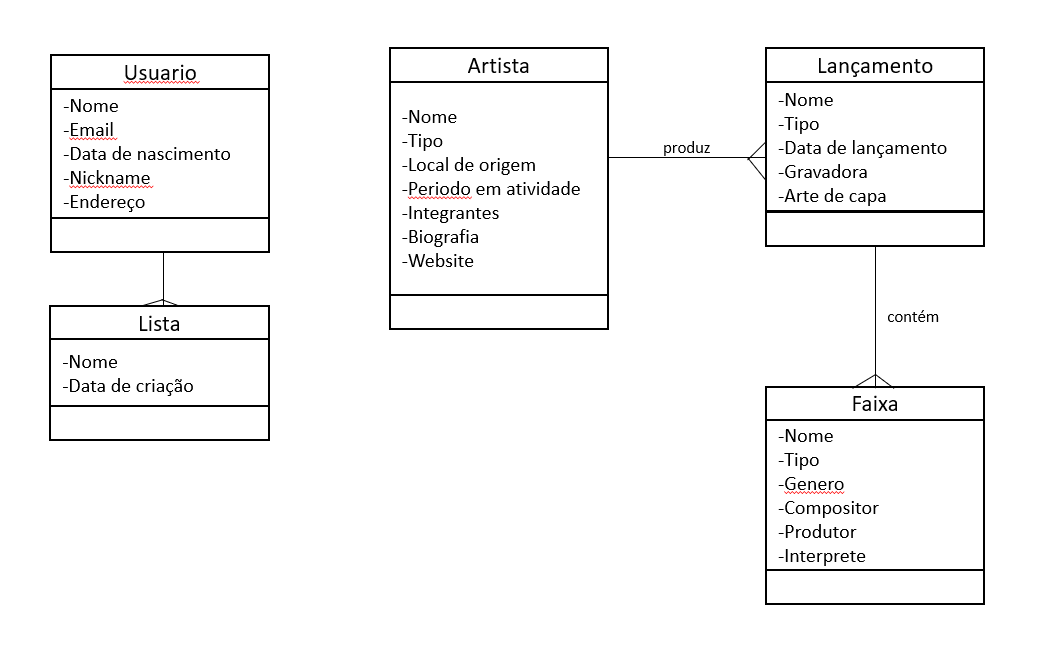 Usuario
-Nome
-Email
-Data de nascimento
-Nickname
-Endereço
Lista
-Nome
-Data de criação
Artista
-Nome
-Tipo
-Local de origem
-Periodo em atividade
-Integrantes
-Biografia
-Website
produz
Lançamento
-Nome
-Tipo
-Data de lançamento
-Gravadora
-Arte de capa
contém
Faixa
-Nome
-Tipo
-Genero
-Compositor
-Produtor
-Interprete